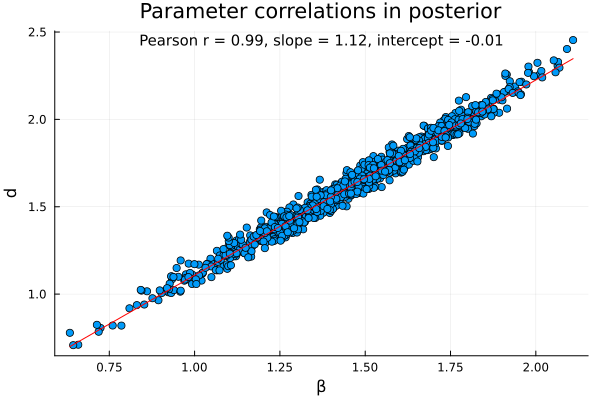 Parameter correlations in posterior
Pearson r = 0.99, slope = 1.12, intercept = -0.01
2.5
2.0
1.5
1.0
d
0.75
1.00
1.25
1.50
1.75
2.00
β